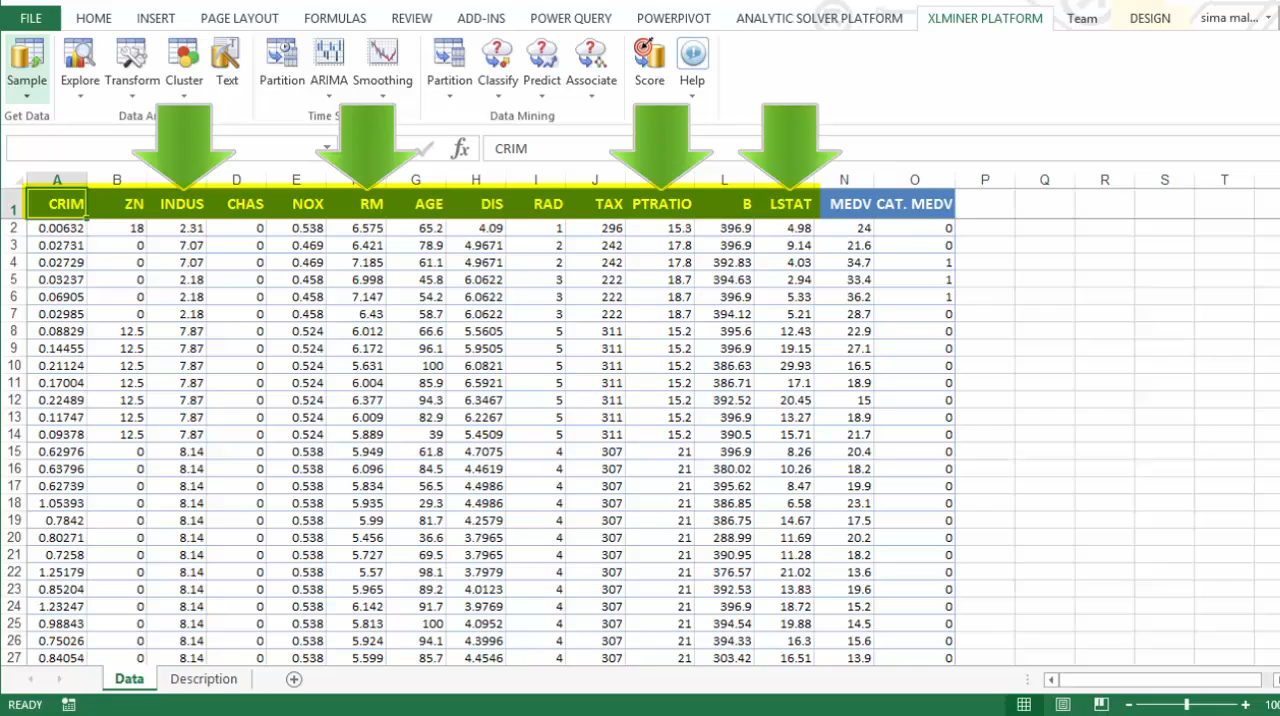 FILE HOME INSERT PAGE LAYOUT FORMULAS REVIEW ADD-INS POWER QUERY POWERPIVOT ANALYTIC SOLVER PLATFORM XLMINER PLATFORM Team DESIGN sima mal...
Sample Explore Transform Cluster Text Partition ARIMA Smoothing Partition Classify Predict Associate Score Help
Get Data Data Time S Data Mining
fx CRIM
A B D E G H I J L N O P Q R S T
1 CRIM ZN INDUS CHAS NOX RM AGE DIS RAD TAX PTRATIO B LSTAT MEDV CAT. MEDV
2 0.00632 18 2.31 0 0.538 6.575 65.2 4.09 1 296 15.3 396.9 4.98 24 0
3 0.02731 0 7.07 0 0.469 6.421 78.9 4.9671 2 242 17.8 396.9 9.14 21.6 0
4 0.02729 0 7.07 0 0.469 7.185 61.1 4.9671 2 242 17.8 392.83 4.03 34.7 1
5 0.03237 0 2.18 0 0.458 6.998 45.8 6.0622 3 222 18.7 394.63 2.94 33.4 1
6 0.06905 0 2.18 0 0.458 7.147 54.2 6.0622 3 222 18.7 396.9 5.33 36.2 1
7 0.02985 0 2.18 0 0.458 6.43 58.7 6.0622 3 222 18.7 394.12 5.21 28.7 0
8 0.08829 12.5 7.87 0 0.524 6.012 66.6 5.5605 5 311 15.2 395.6 12.43 22.9 0
9 0.14455 12.5 7.87 0 0.524 6.172 96.1 5.9505 5 311 15.2 396.9 19.15 27.1 0
10 0.21124 12.5 7.87 0 0.524 5.631 100 6.0821 5 311 15.2 386.63 29.93 16.5 0
11 0.17004 12.5 7.87 0 0.524 6.004 85.9 6.5921 5 311 15.2 386.71 17.1 18.9 0
12 0.22489 12.5 7.87 0 0.524 6.377 94.3 6.3467 5 311 15.2 392.52 20.45 15 0
13 0.11747 12.5 7.87 0 0.524 6.009 82.9 6.2267 5 311 15.2 396.9 13.27 18.9 0
14 0.09378 12.5 7.87 0 0.524 5.889 39 5.4509 5 311 15.2 390.5 15.71 21.7 0
15 0.62976 0 8.14 0 0.538 5.949 61.8 4.7075 4 307 21 396.9 8.26 20.4 0
16 0.63796 0 8.14 0 0.538 6.096 84.5 4.4619 4 307 21 380.02 10.26 18.2 0
17 0.62739 0 8.14 0 0.538 5.834 56.5 4.4986 4 307 21 395.62 8.47 19.9 0
18 1.05393 0 8.14 0 0.538 5.935 29.3 4.4986 4 307 21 386.85 6.58 23.1 0
19 0.7842 0 8.14 0 0.538 5.99 81.7 4.2579 4 307 21 386.75 14.67 17.5 0
20 0.80271 0 8.14 0 0.538 5.456 36.6 3.7965 4 307 21 288.99 11.69 20.2 0
21 0.7258 0 8.14 0 0.538 5.727 69.5 3.7965 4 307 21 390.95 11.28 18.2 0
22 1.25179 0 8.14 0 0.538 5.57 98.1 3.7979 4 307 21 376.57 21.02 13.6 0
23 0.85204 0 8.14 0 0.538 5.965 89.2 4.0123 4 307 21 392.53 13.83 19.6 0
24 1.23247 0 8.14 0 0.538 6.142 91.7 3.9769 4 307 21 396.9 18.72 15.2 0
25 0.98843 0 8.14 0 0.538 5.813 100 4.0952 4 307 21 394.54 19.88 14.5 0
26 0.75026 0 8.14 0 0.538 5.924 94.1 4.3996 4 307 21 394.33 16.3 15.6 0
27 0.84054 0 8.14 0 0.538 5.599 85.7 4.4546 4 307 21 303.42 16.51 13.9 0
Data Description
READY 100